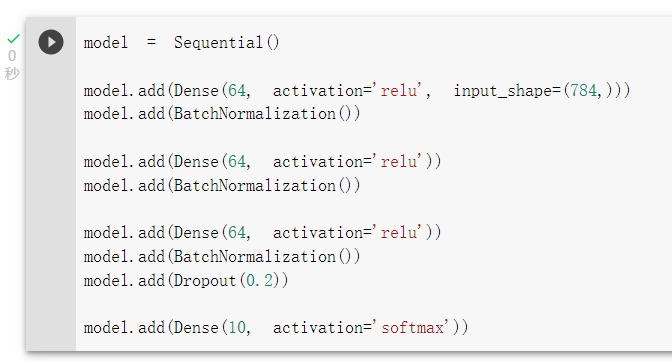 0
秒
model = Sequential()
model.add(Dense(64, activation='relu', input_shape=(784,)))
model.add(BatchNormalization())
model.add(Dense(64, activation='relu'))
model.add(BatchNormalization())
model.add(Dense(64, activation='relu'))
model.add(BatchNormalization())
model.add(Dropout(0.2))
model.add(Dense(10, activation='softmax'))